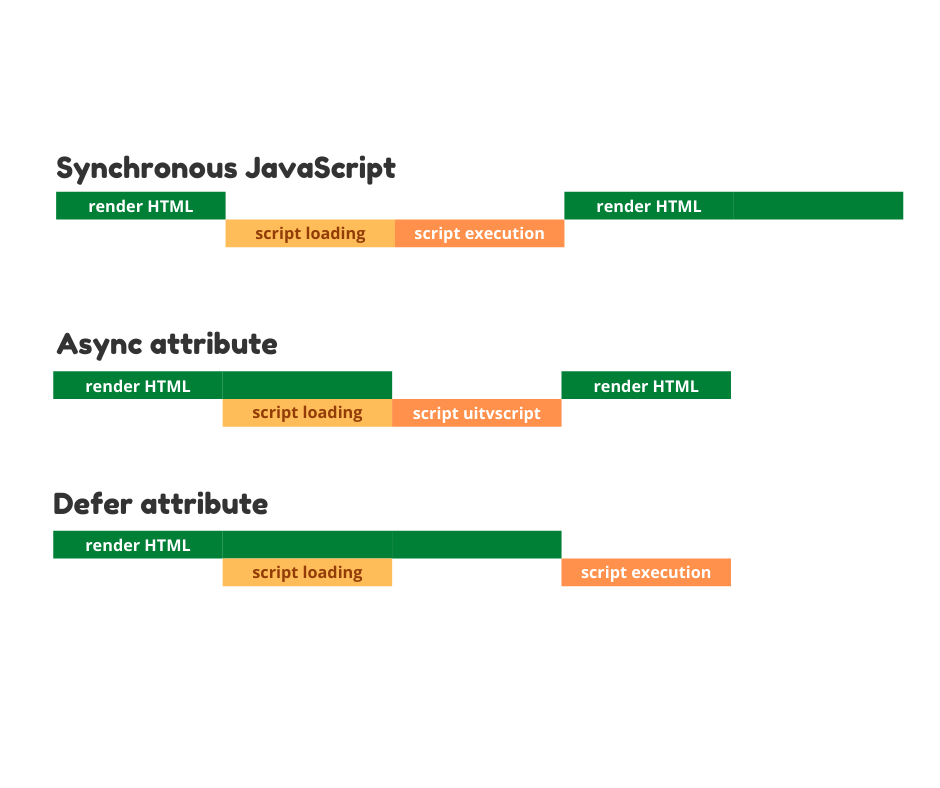 Synchronous JavaScript
render HTML render HTML
script loading script execution
Async attribute
render HTML render HTML
script loading script uitvscript
Defer attribute
render HTML
script loading script execution